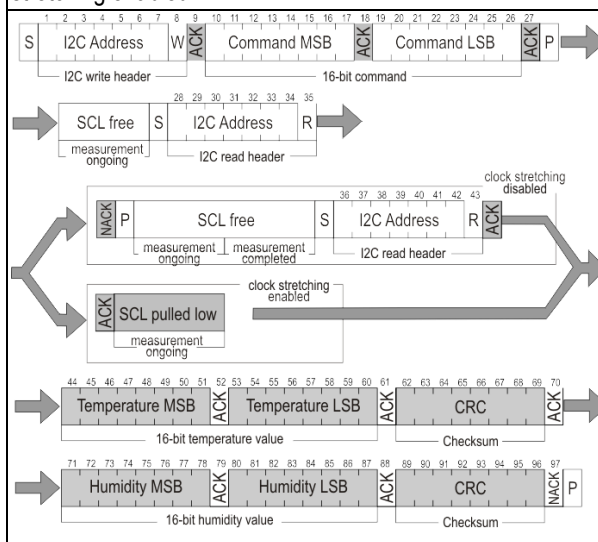 1 2 3 4 5 6 7 8 9 10 11 12 13 14 15 16 17 18 19 20 21 22 23 24 25 26 27
S I2C Address W ACK Command MSB ACK Command LSB ACK P
I2C write header 16-bit command
28 29 30 31 32 33 34 35
SCL free S I2C Address R
measurement ongoing I2C read header
clock stretching disabled
36 37 38 39 40 41 42 43
NACK P SCL free S I2C Address R ACK
measurement ongoing measurement completed I2C read header
clock stretching enabled
ACK SCL pulled low
measurement ongoing
44 45 46 47 48 49 50 51 52 53 54 55 56 57 58 59 60 61 62 63 64 65 66 67 68 69 70
Temperature MSB ACK Temperature LSB ACK CRC ACK
16-bit temperature value Checksum
71 72 73 74 75 76 77 78 79 80 81 82 83 84 85 86 87 88 89 90 91 92 93 94 95 96 97
Humidity MSB ACK Humidity LSB ACK CRC NACK P
16-bit humidity value Checksum